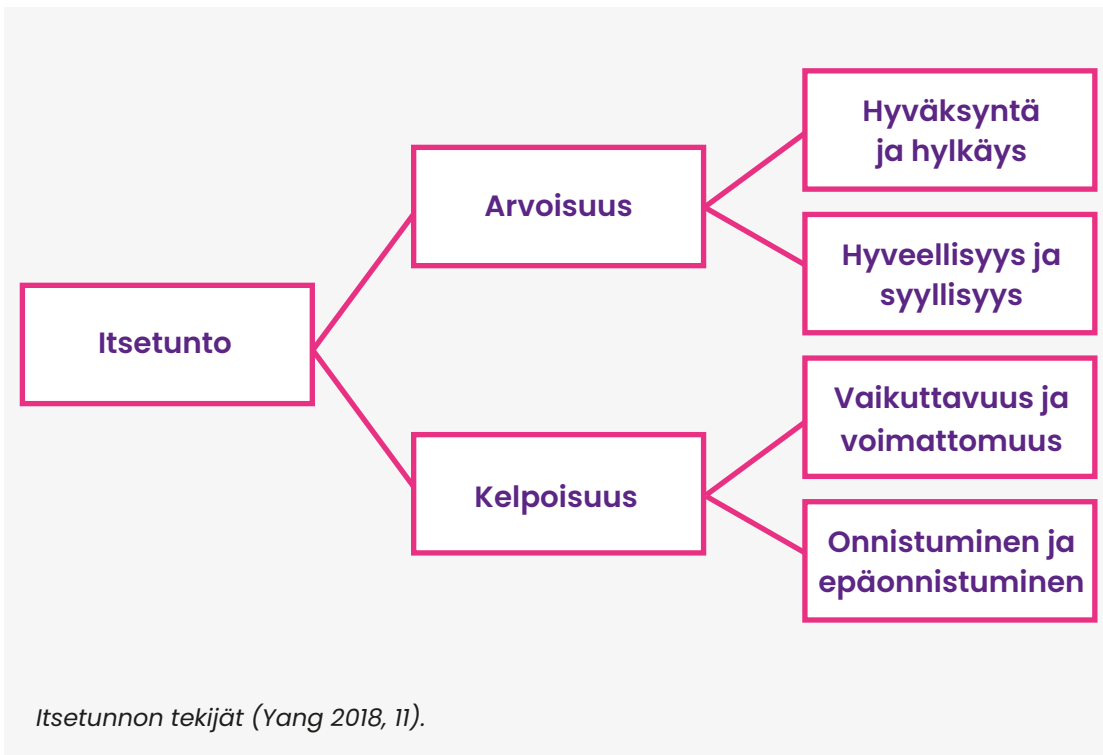 Itsetunto
Arvoisuus
Hyväksyntä
ja hylkäys
Hyveellisyys ja
syyllisyys
Kelpoisuus
Vaikuttavuus ja
voimattomuus
Onnistuminen ja
epäonnistuminen
Itsetunnon tekijät (Yang 2018, 11).